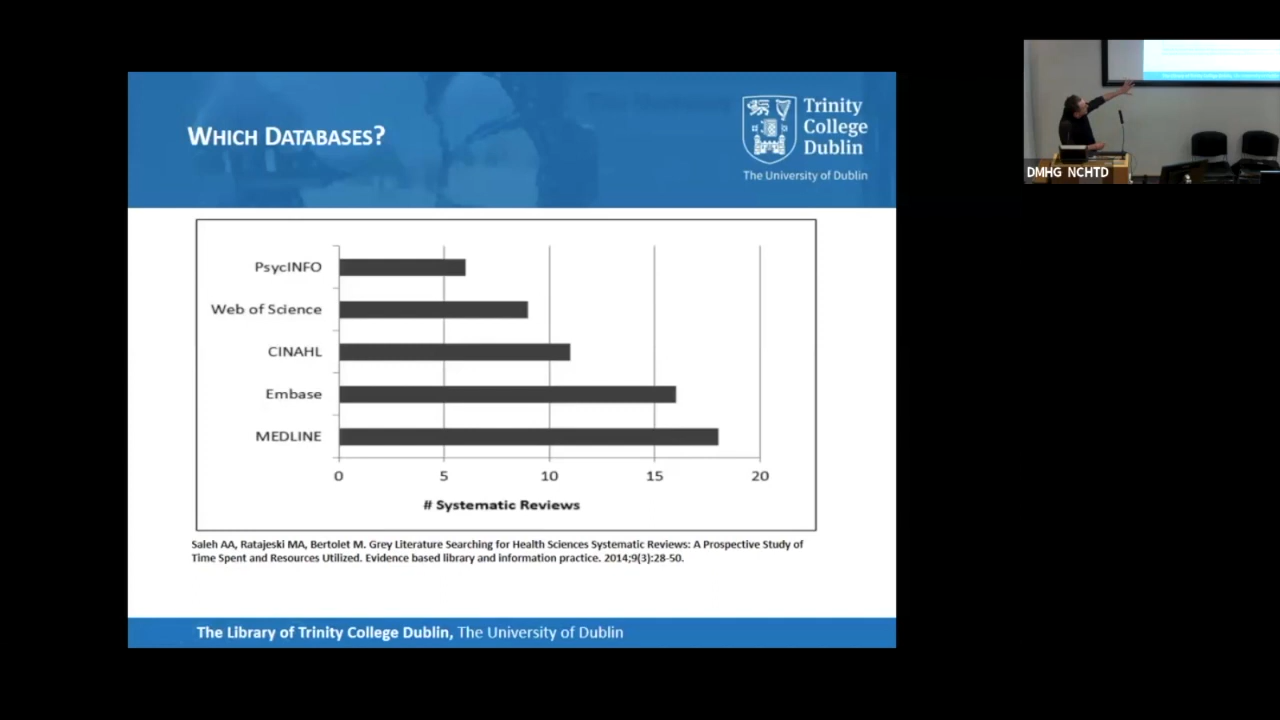 WHICH DATABASES?
Trinity
College
Dublin
The University of Dublin
DMHG NCHTD
PsycINFO
Web of Science
CINAHL
Embase
MEDLINE
0 5 10 15 20
# Systematic Reviews
Saleh AA, Ratajeski MA, Bertolet M. Grey Literature Searching for Health Sciences Systematic Reviews: A Prospective Study of
Time Spent and Resources Utilized. Evidence based library and information practice. 2014;9(3):28-50.
The Library of Trinity College Dublin, The University of Dublin